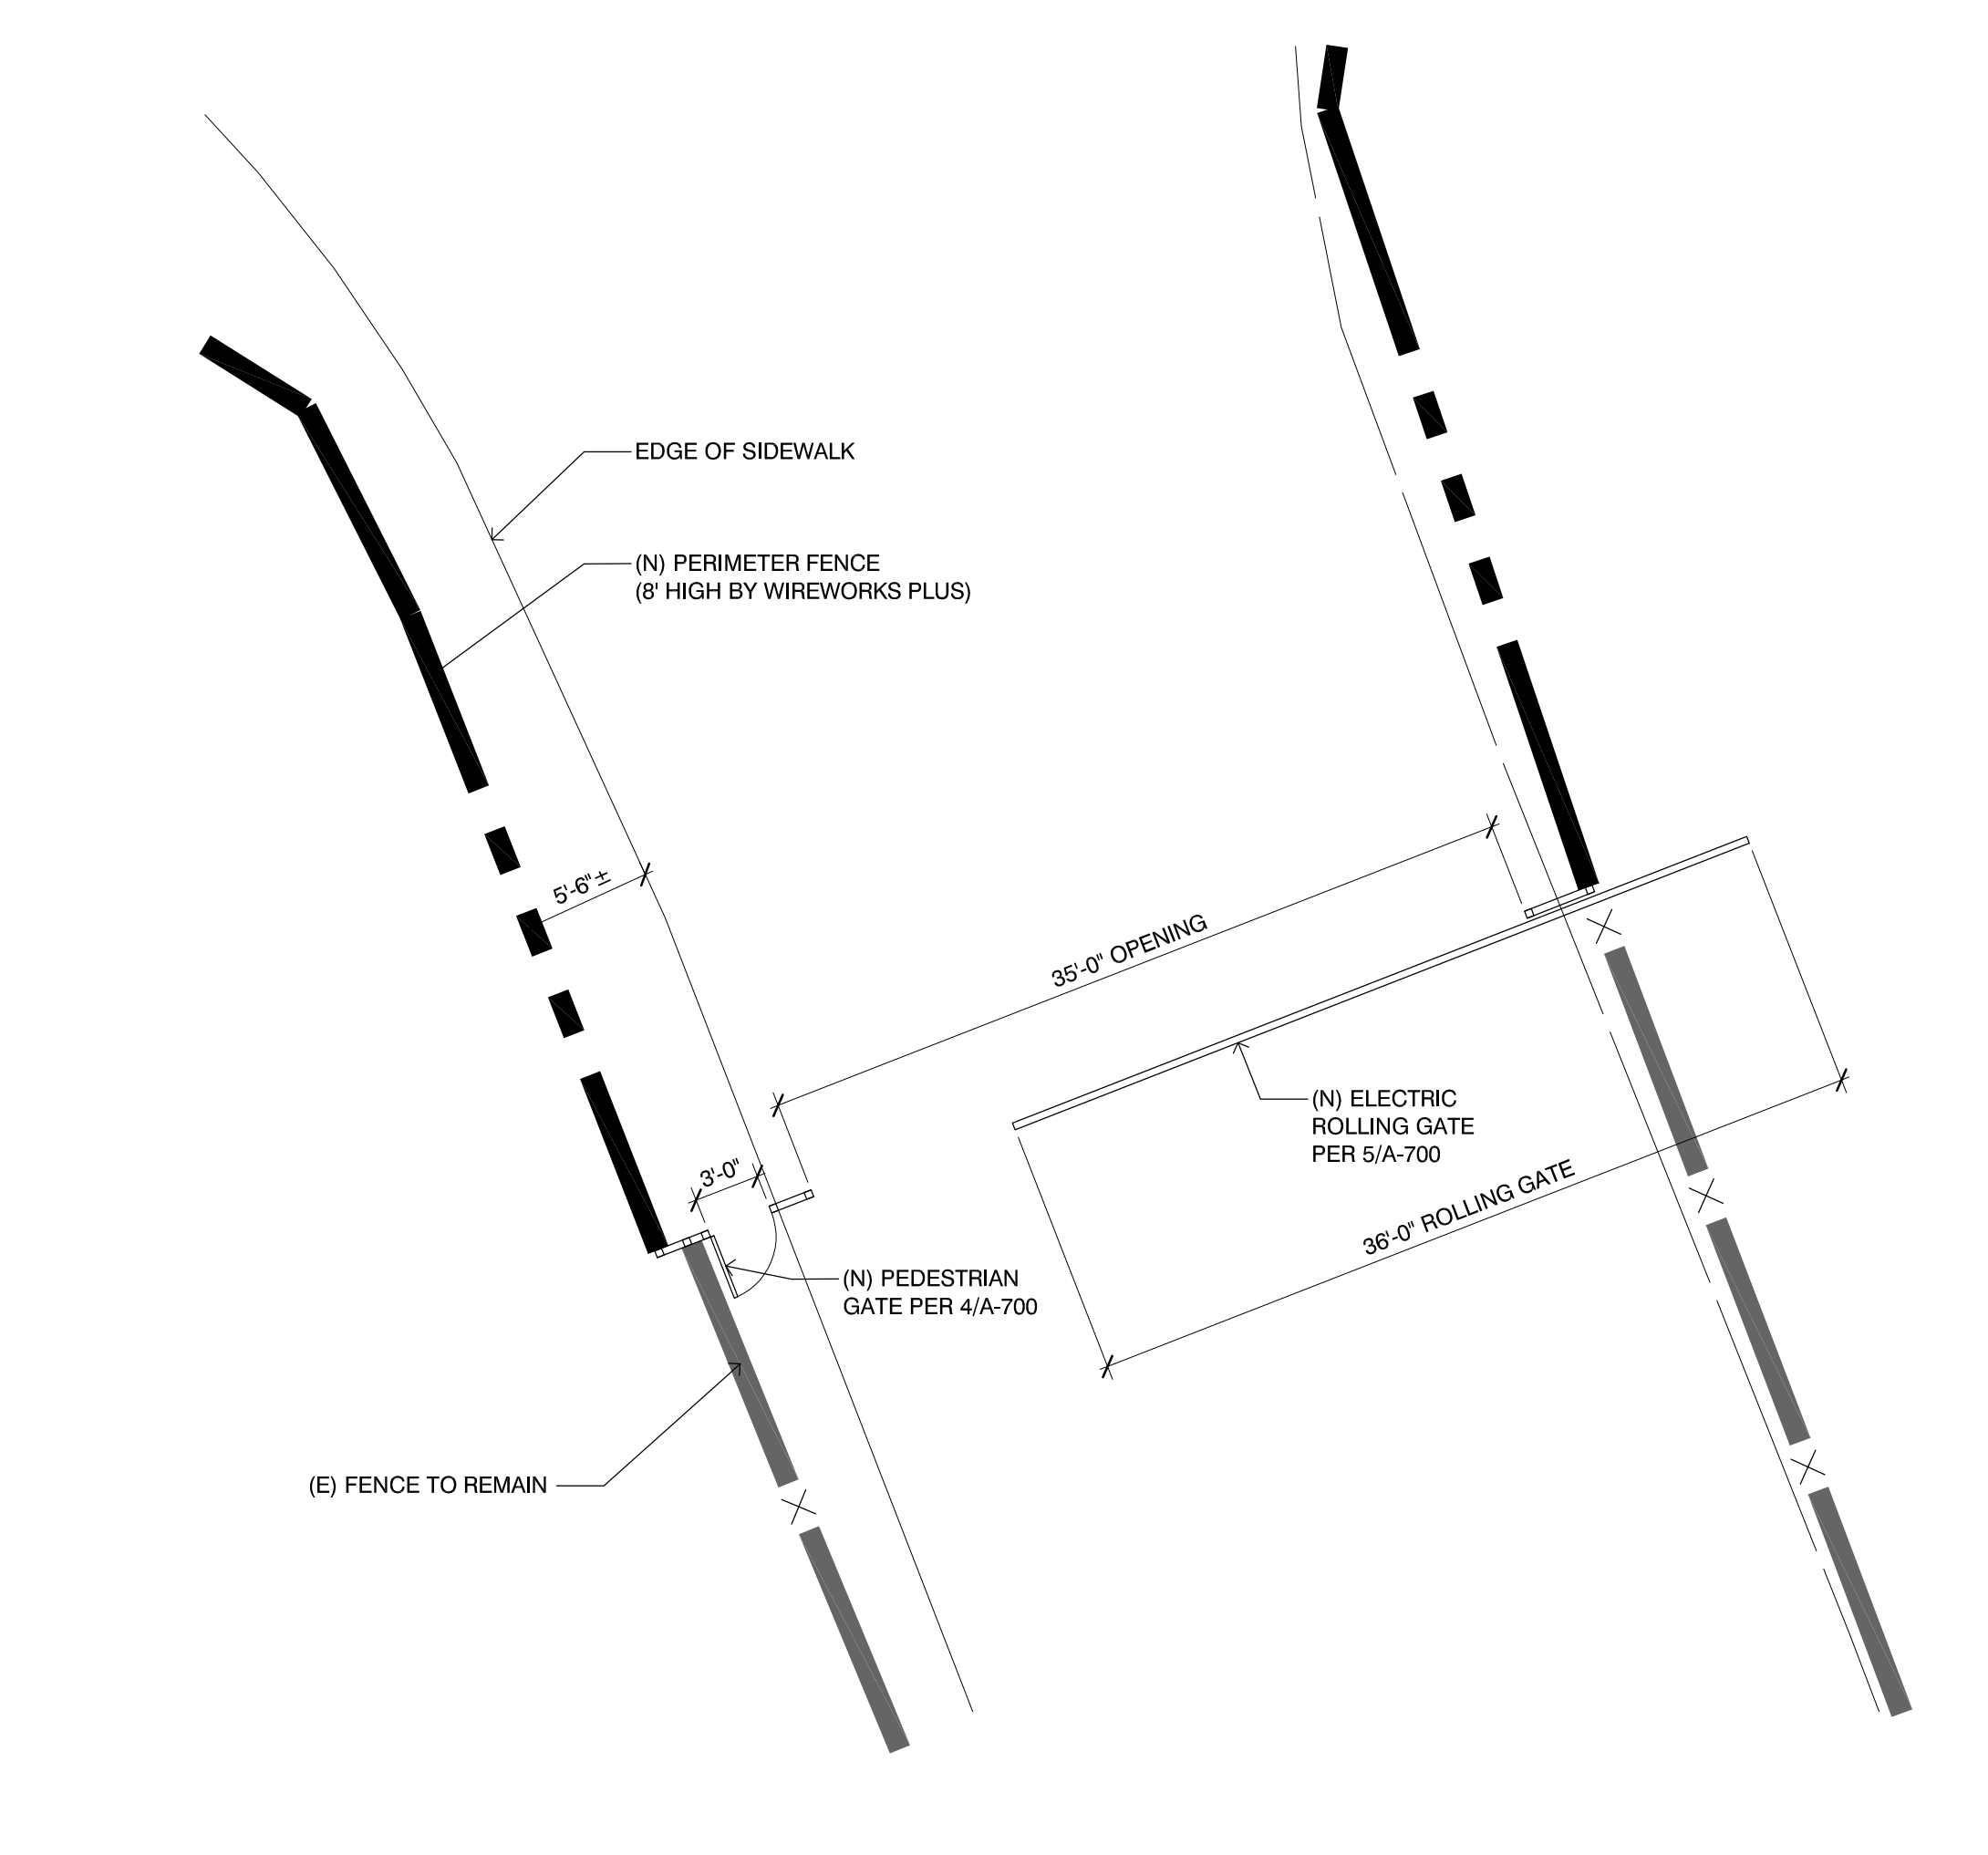 EDGE OF SIDEWALK
(N) PERIMETER FENCE
(8' HIGH BY WIREWORKS PLUS)
5'-6"±
35'-0" OPENING
(N) ELECTRIC
ROLLING GATE
PER 5/A-700
3'-0"
36'-0" ROLLING GATE
(N) PEDESTRIAN
GATE PER 4/A-700
(E) FENCE TO REMAIN